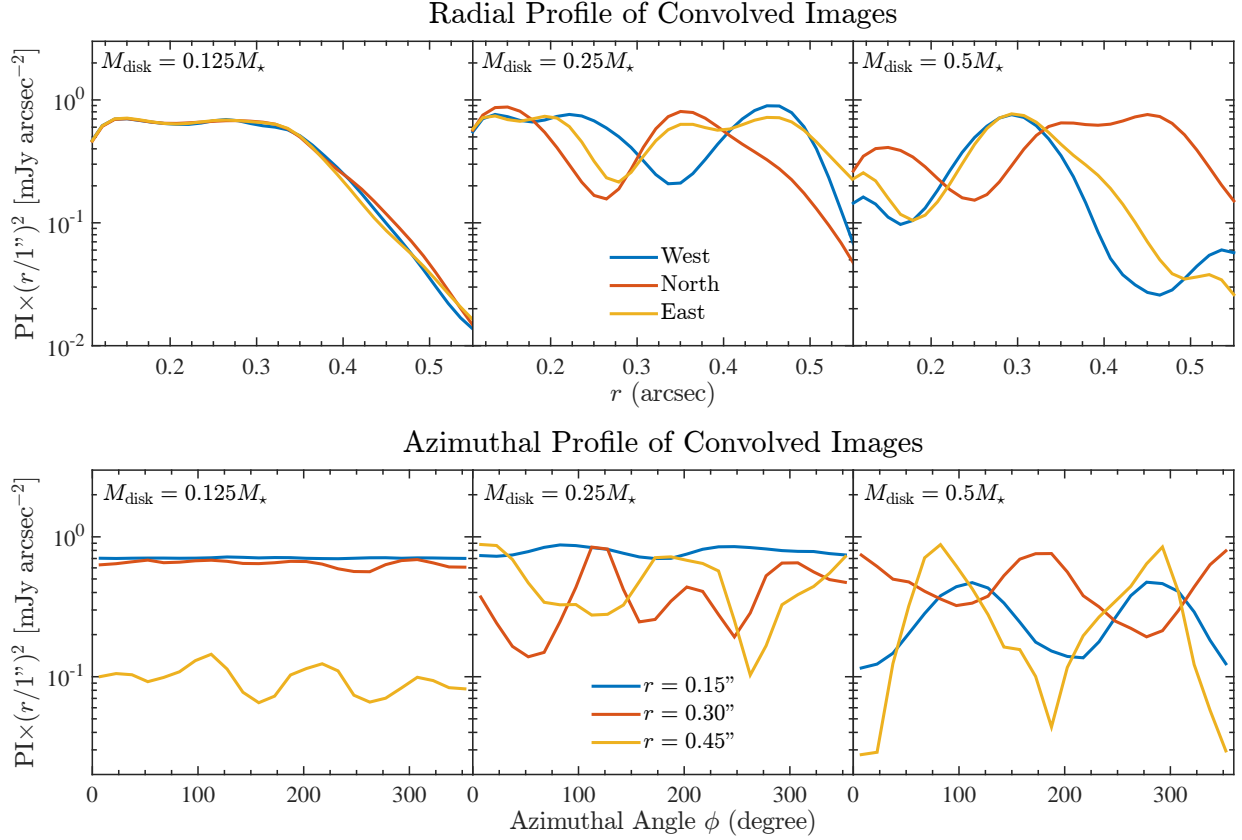 Radial Profile of Convolved Images
M_disk = 0.125M_⋆
M_disk = 0.25M_⋆
M_disk = 0.5M_⋆
PI×(r/1”)² [mJy arcsec⁻²]
10⁰
10⁻¹
10⁻²
West
North
East
0.2 0.3 0.4 0.5 0.2 0.3 0.4 0.5 0.2 0.3 0.4 0.5
r (arcsec)
Azimuthal Profile of Convolved Images
M_disk = 0.125M_⋆
M_disk = 0.25M_⋆
M_disk = 0.5M_⋆
PI×(r/1”)² [mJy arcsec⁻²]
10⁰
10⁻¹
r = 0.15”
r = 0.30”
r = 0.45”
0 100 200 300 0 100 200 300 0 100 200 300
Azimuthal Angle ϕ (degree)